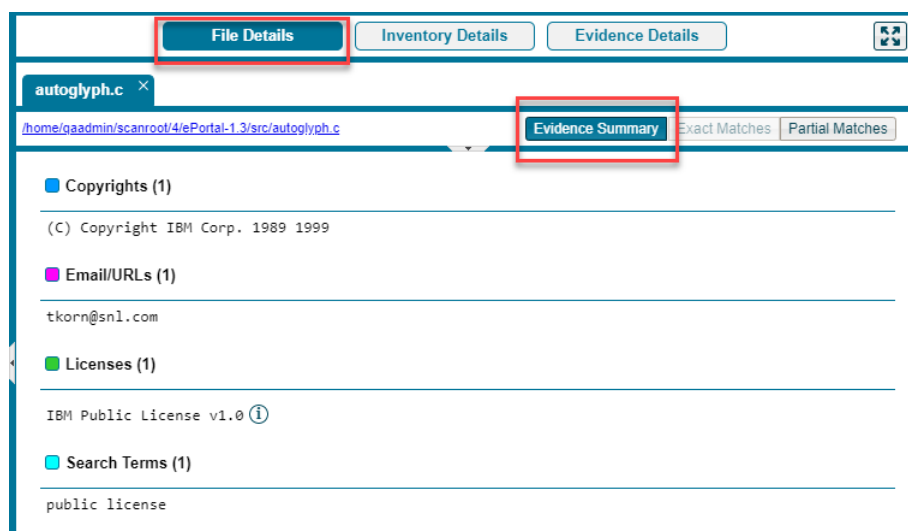 File Details Inventory Details Evidence Details
autoglyph.c ×
/home/qaadmin/scanroot/4/ePortal-1.3/src/autoglyph.c Evidence Summary Exact Matches Partial Matches
Copyrights (1)
(C) Copyright IBM Corp. 1989 1999
Email/URLs (1)
tkorn@snl.com
Licenses (1)
IBM Public License v1.0 i
Search Terms (1)
public license